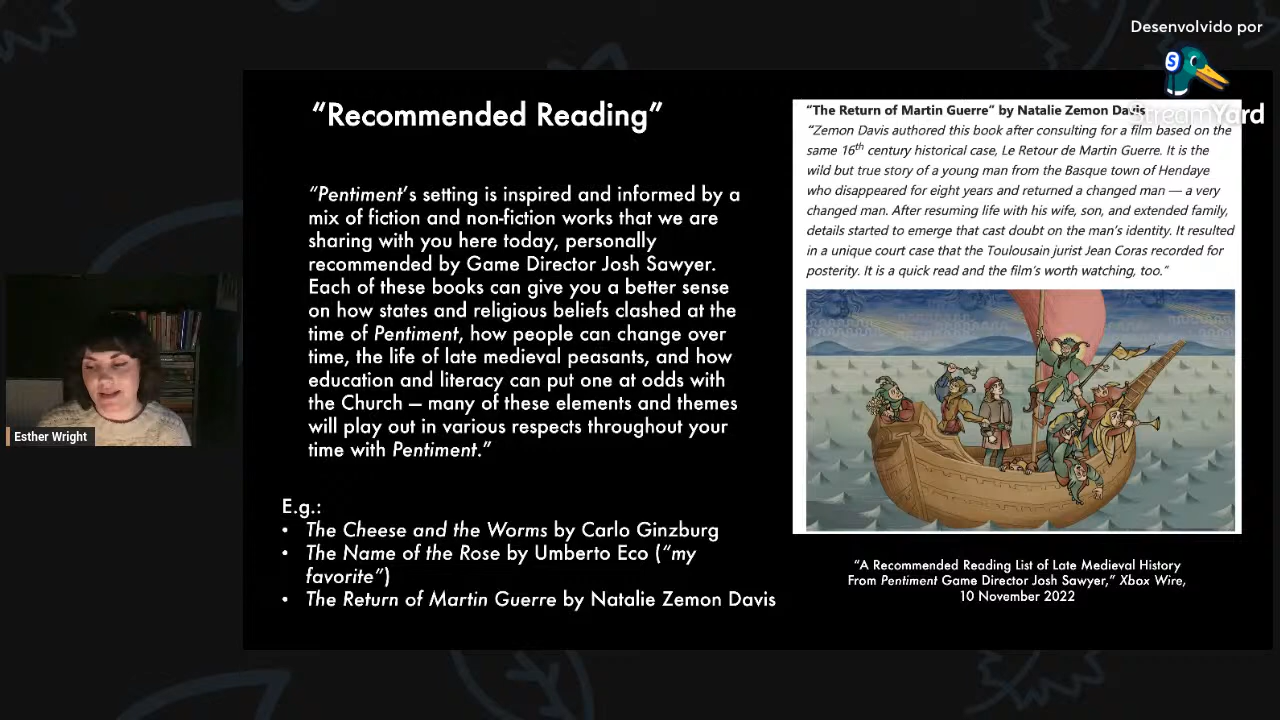 Desenvolvido por
S
StreamYard
“Recommended Reading”
“Pentiment’s setting is inspired and informed by a
mix of fiction and non-fiction works that we are
sharing with you here today, personally
recommended by Game Director Josh Sawyer.
Each of these books can give you a better sense
on how states and religious beliefs clashed at the
time of Pentiment, how people can change over
time, the life of late medieval peasants, and how
education and literacy can put one at odds with
the Church — many of these elements and themes
will play out in various respects throughout your
time with Pentiment.”
E.g.:
• The Cheese and the Worms by Carlo Ginzburg
• The Name of the Rose by Umberto Eco (“my
favorite”)
• The Return of Martin Guerre by Natalie Zemon Davis
“The Return of Martin Guerre” by Natalie Zemon Davis
“Zemon Davis authored this book after consulting for a film based on the
same 16th century historical case, Le Retour de Martin Guerre. It is the
wild but true story of a young man from the Basque town of Hendaye
who disappeared for eight years and returned a changed man — a very
changed man. After resuming life with his wife, son, and extended family,
details started to emerge that cast doubt on the man’s identity. It resulted
in a unique court case that the Toulousain jurist Jean Coras recorded for
posterity. It is a quick read and the film’s worth watching, too.”
“A Recommended Reading List of Late Medieval History
From Pentiment Game Director Josh Sawyer,” Xbox Wire,
10 November 2022
Esther Wright